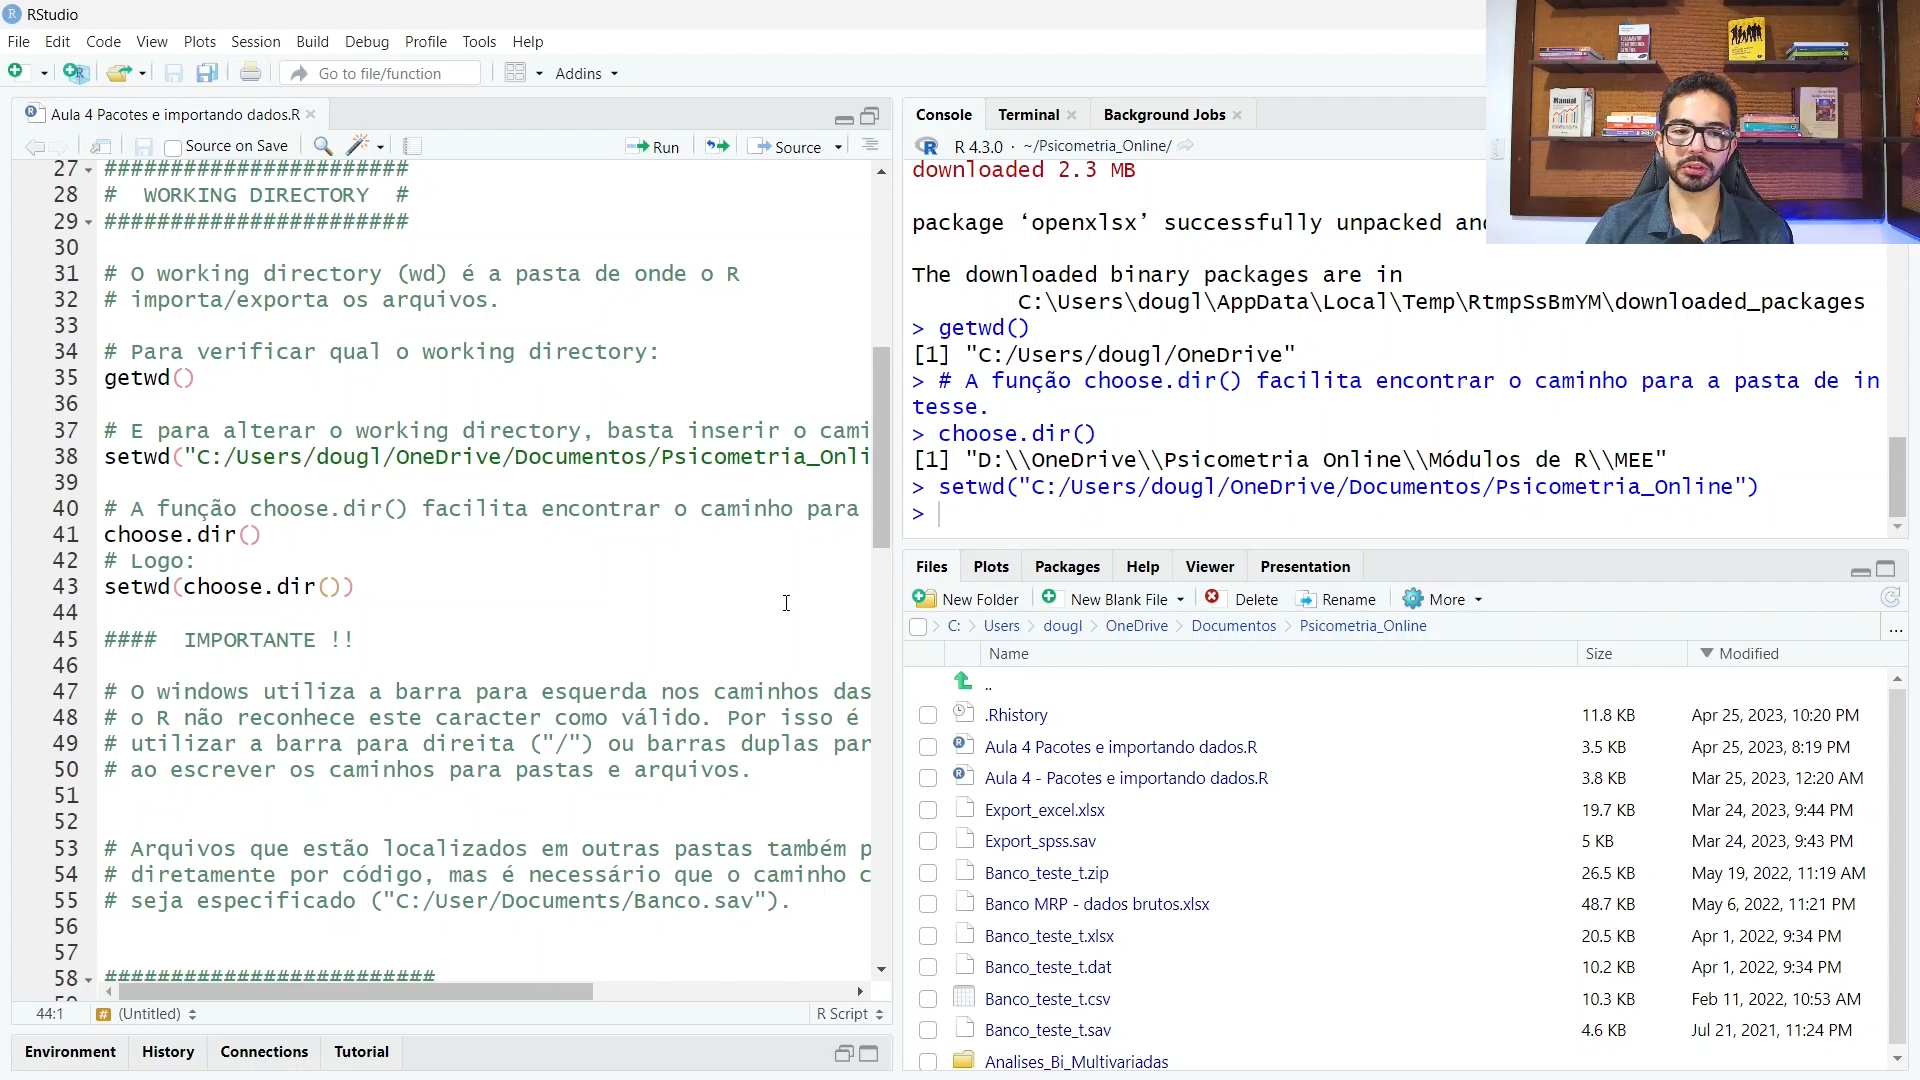 RStudio
File Edit Code View Plots Session Build Debug Profile Tools Help
Go to file/function
Addins
Aula 4 Pacotes e importando dados.R
Source on Save
Run
Source
27 #######################
28 #  WORKING DIRECTORY  #
29 #######################
30
31 # O working directory (wd) é a pasta de onde o R
32 # importa/exporta os arquivos.
33
34 # Para verificar qual o working directory:
35 getwd()
36
37 # E para alterar o working directory, basta inserir o cami
38 setwd("C:/Users/dougl/OneDrive/Documentos/Psicometria_Onli
39
40 # A função choose.dir() facilita encontrar o caminho para
41 choose.dir()
42 # Logo:
43 setwd(choose.dir())
44
45 ####  IMPORTANTE !!
46
47 # O windows utiliza a barra para esquerda nos caminhos das
48 # o R não reconhece este caracter como válido. Por isso é
49 # utilizar a barra para direita ("/") ou barras duplas par
50 # ao escrever os caminhos para pastas e arquivos.
51
52
53 # Arquivos que estão localizados em outras pastas também p
54 # diretamente por código, mas é necessário que o caminho c
55 # seja especificado ("C:/User/Documents/Banco.sav").
56
57
58 #########################
44:1
(Untitled)
R Script
Environment History Connections Tutorial
Console Terminal Background Jobs
R 4.3.0 · ~/Psicometria_Online/
downloaded 2.3 MB
package ‘openxlsx’ successfully unpacked an
The downloaded binary packages are in
C:\Users\dougl\AppData\Local\Temp\RtmpSsBmYM\downloaded_packages
> getwd()
[1] "C:/Users/dougl/OneDrive"
> # A função choose.dir() facilita encontrar o caminho para a pasta de in
tesse.
> choose.dir()
[1] "D:\\OneDrive\\Psicometria Online\\Módulos de R\\MEE"
> setwd("C:/Users/dougl/OneDrive/Documentos/Psicometria_Online")
>
Files Plots Packages Help Viewer Presentation
New Folder New Blank File Delete Rename More
C: Users dougl OneDrive Documentos Psicometria_Online ...
Name Size Modified
..
.Rhistory 11.8 KB Apr 25, 2023, 10:20 PM
Aula 4 Pacotes e importando dados.R 3.5 KB Apr 25, 2023, 8:19 PM
Aula 4 - Pacotes e importando dados.R 3.8 KB Mar 25, 2023, 12:20 AM
Export_excel.xlsx 19.7 KB Mar 24, 2023, 9:44 PM
Export_spss.sav 5 KB Mar 24, 2023, 9:43 PM
Banco_teste_t.zip 26.5 KB May 19, 2022, 11:19 AM
Banco MRP - dados brutos.xlsx 48.7 KB May 6, 2022, 11:21 PM
Banco_teste_t.xlsx 20.5 KB Apr 1, 2022, 9:34 PM
Banco_teste_t.dat 10.2 KB Apr 1, 2022, 9:34 PM
Banco_teste_t.csv 10.3 KB Feb 11, 2022, 10:53 AM
Banco_teste_t.sav 4.6 KB Jul 21, 2021, 11:24 PM
Analises_Bi_Multivariadas
Manual